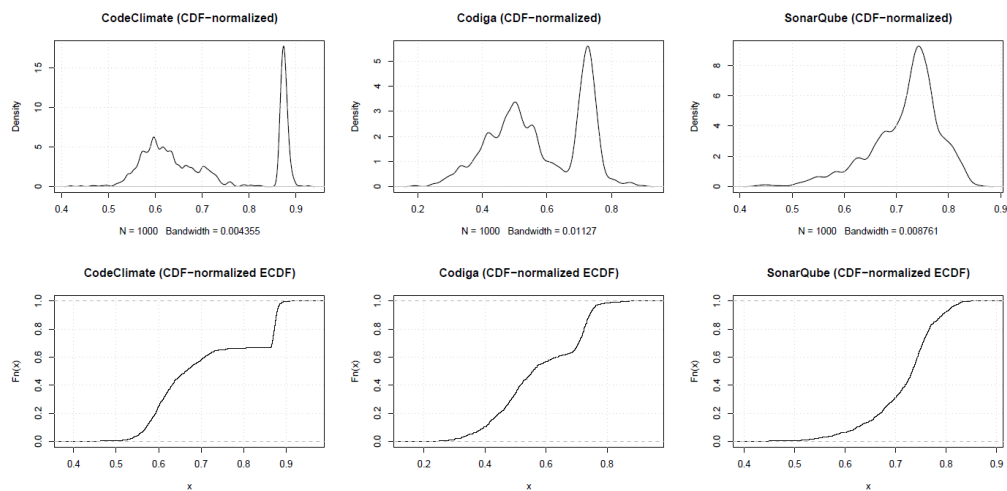 CodeClimate (CDF−normalized)
Density
0 5 10 15
0.4 0.5 0.6 0.7 0.8 0.9
N = 1000 Bandwidth = 0.004355
Codiga (CDF−normalized)
Density
0 1 2 3 4 5
0.2 0.4 0.6 0.8
N = 1000 Bandwidth = 0.01127
SonarQube (CDF−normalized)
Density
0 2 4 6 8
0.4 0.5 0.6 0.7 0.8 0.9
N = 1000 Bandwidth = 0.008761
CodeClimate (CDF−normalized ECDF)
Fn(x)
0.0 0.2 0.4 0.6 0.8 1.0
0.4 0.5 0.6 0.7 0.8 0.9
x
Codiga (CDF−normalized ECDF)
Fn(x)
0.0 0.2 0.4 0.6 0.8 1.0
0.2 0.4 0.6 0.8
x
SonarQube (CDF−normalized ECDF)
Fn(x)
0.0 0.2 0.4 0.6 0.8 1.0
0.4 0.5 0.6 0.7 0.8 0.9
x